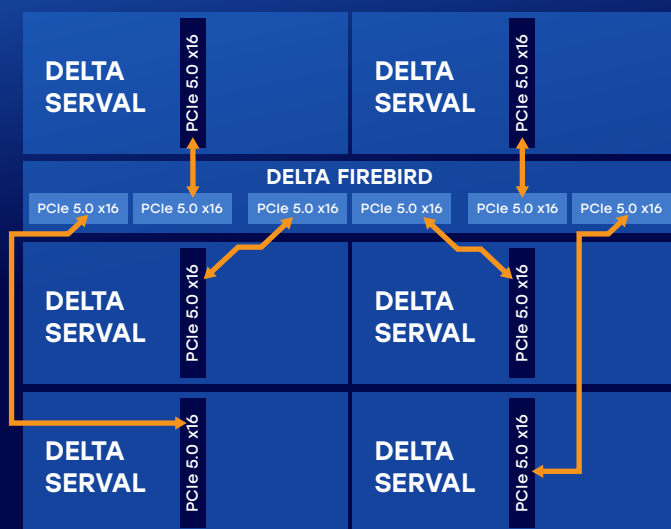 DELTA
SERVAL
PCIe 5.0 x16
DELTA
SERVAL
PCIe 5.0 x16
DELTA FIREBIRD
PCIe 5.0 x16
PCIe 5.0 x16
PCIe 5.0 x16
PCIe 5.0 x16
PCIe 5.0 x16
PCIe 5.0 x16
DELTA
SERVAL
PCIe 5.0 x16
DELTA
SERVAL
PCIe 5.0 x16
DELTA
SERVAL
PCIe 5.0 x16
DELTA
SERVAL
PCIe 5.0 x16